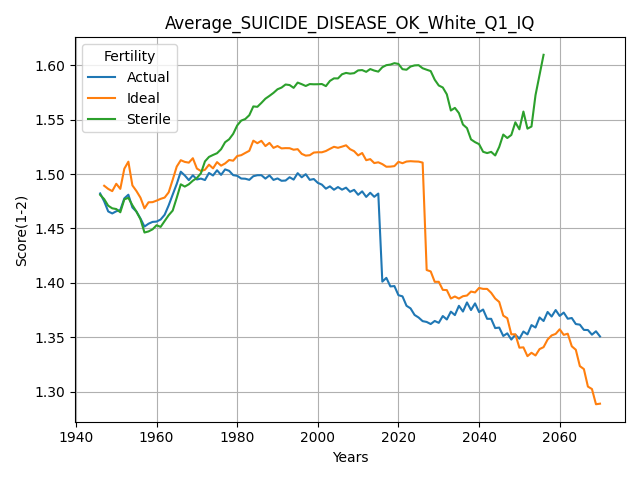 Average_SUICIDE_DISEASE_OK_White_Q1_IQ
Fertility
Actual
Ideal
Sterile
Score(1-2)
1.60
1.55
1.50
1.45
1.40
1.35
1.30
1940 1960 1980 2000 2020 2040 2060
Years